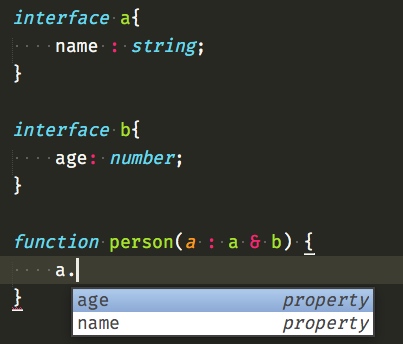 interface a{
    name : string;
}

interface b{
    age: number;
}

function person(a : a & b) {
    a.
}
age property
name property